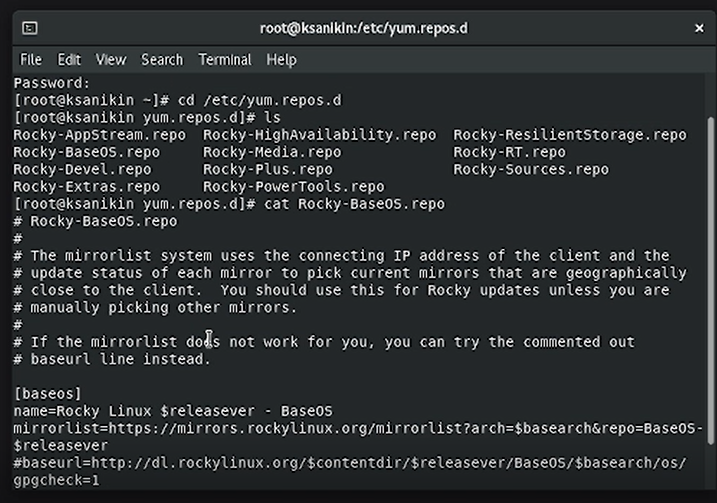 root@ksanikin:/etc/yum.repos.d
File Edit View Search Terminal Help
Password:
[root@ksanikin ~]# cd /etc/yum.repos.d
[root@ksanikin yum.repos.d]# ls
Rocky-AppStream.repo  Rocky-HighAvailability.repo  Rocky-ResilientStorage.repo
Rocky-BaseOS.repo     Rocky-Media.repo             Rocky-RT.repo
Rocky-Devel.repo      Rocky-Plus.repo              Rocky-Sources.repo
Rocky-Extras.repo     Rocky-PowerTools.repo
[root@ksanikin yum.repos.d]# cat Rocky-BaseOS.repo
# Rocky-BaseOS.repo
#
# The mirrorlist system uses the connecting IP address of the client and the
# update status of each mirror to pick current mirrors that are geographically
# close to the client.  You should use this for Rocky updates unless you are
# manually picking other mirrors.
#
# If the mirrorlist does not work for you, you can try the commented out
# baseurl line instead.
[baseos]
name=Rocky Linux $releasever - BaseOS
mirrorlist=https://mirrors.rockylinux.org/mirrorlist?arch=$basearch&repo=BaseOS-
$releasever
#baseurl=http://dl.rockylinux.org/$contentdir/$releasever/BaseOS/$basearch/os/
gpgcheck=1